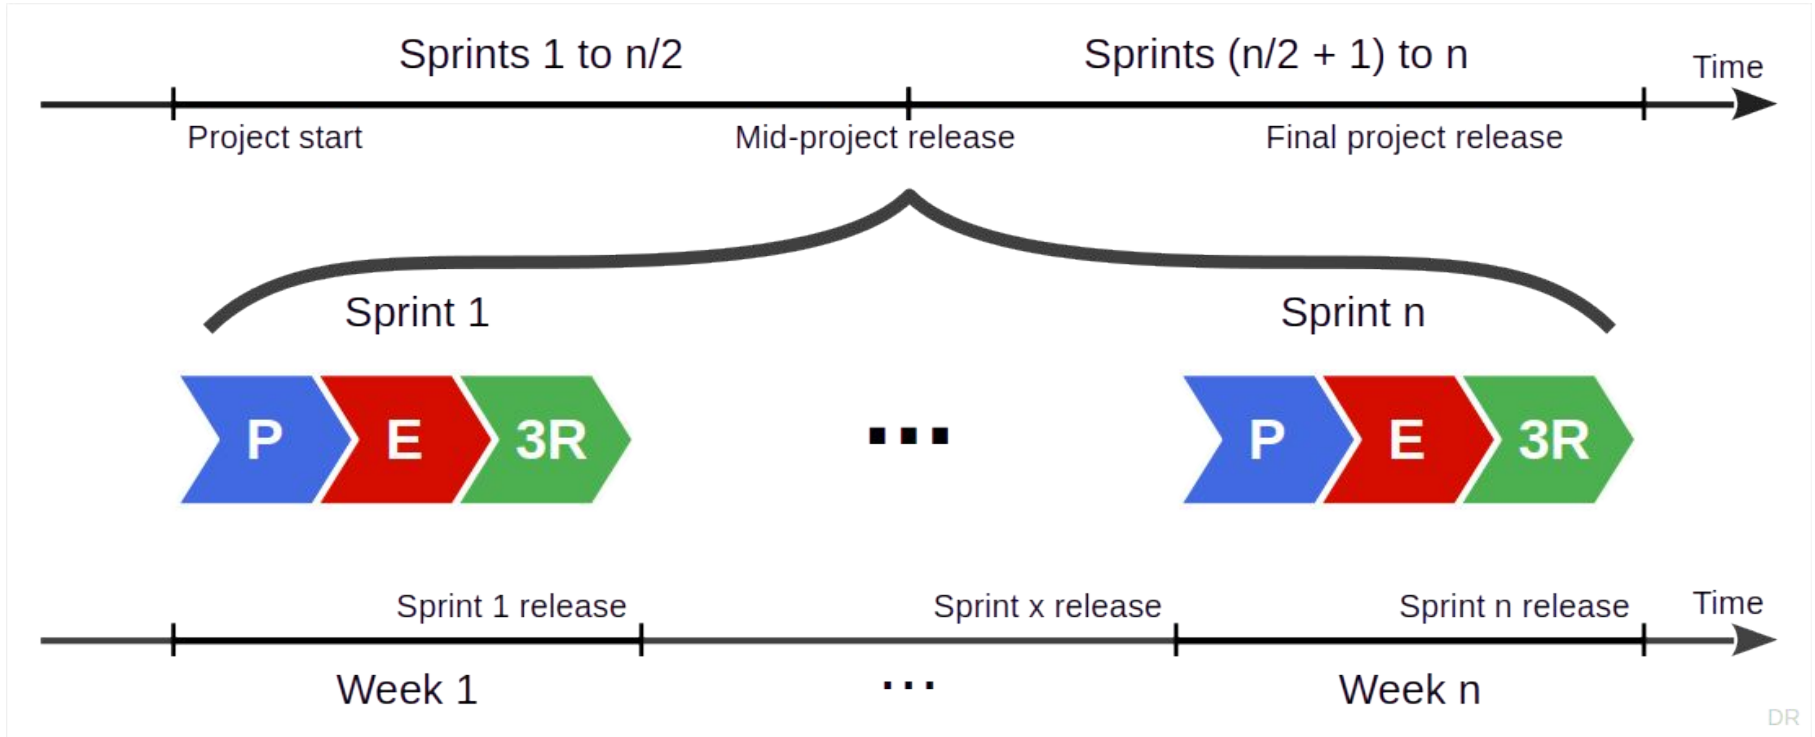 Sprints 1 to n/2
Sprints (n/2 + 1) to n
Time
Project start
Mid-project release
Final project release
Sprint 1
Sprint n
P
E
3R
...
P
E
3R
Sprint 1 release
Sprint x release
Sprint n release
Time
Week 1
...
Week n
DR